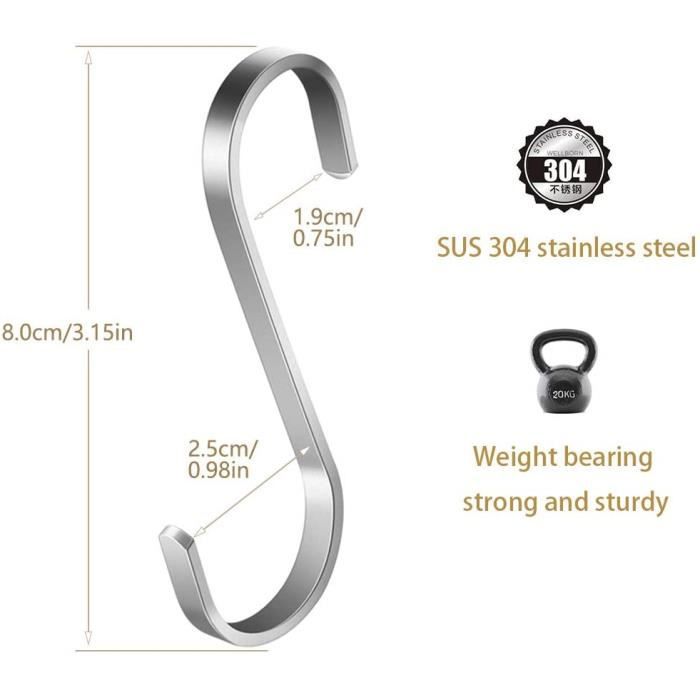 1.9cm/
0.75in
8.0cm/3.15in
2.5cm/
0.98in
STAINLESS STEEL
WELLBORN
304
不锈钢
SUS 304 stainless steel
20KG
Weight bearing
strong and sturdy